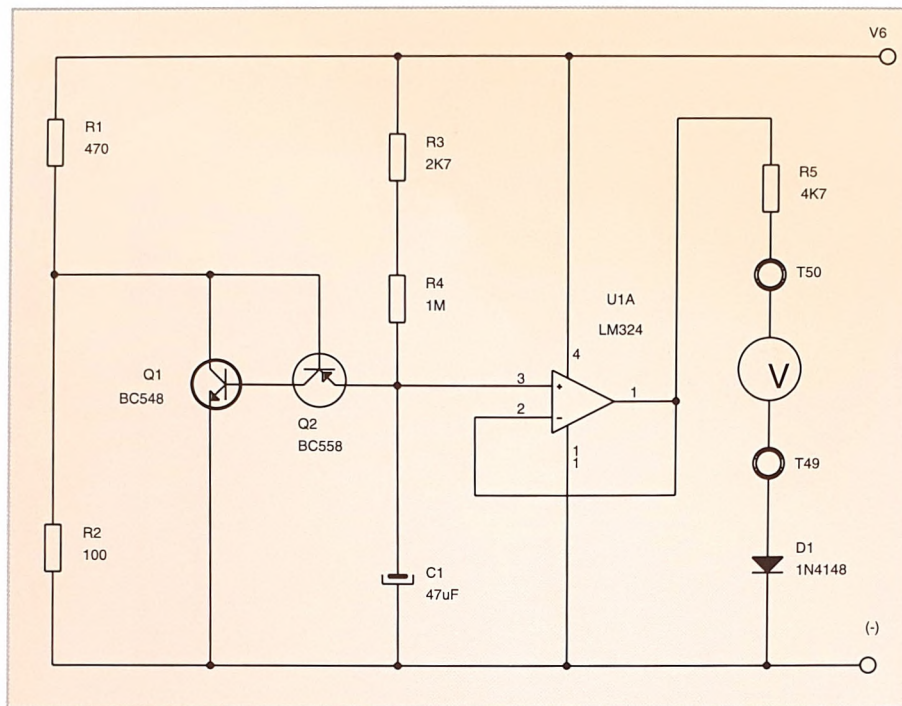 V6
R1
470
R3
2K7
R5
4K7
R4
1M
T50
U1A
LM324
4
V
Q1
BC548
3
+
1
2
-
Q2
BC558
1
1
T49
R2
100
D1
1N4148
C1
47uF
(-)